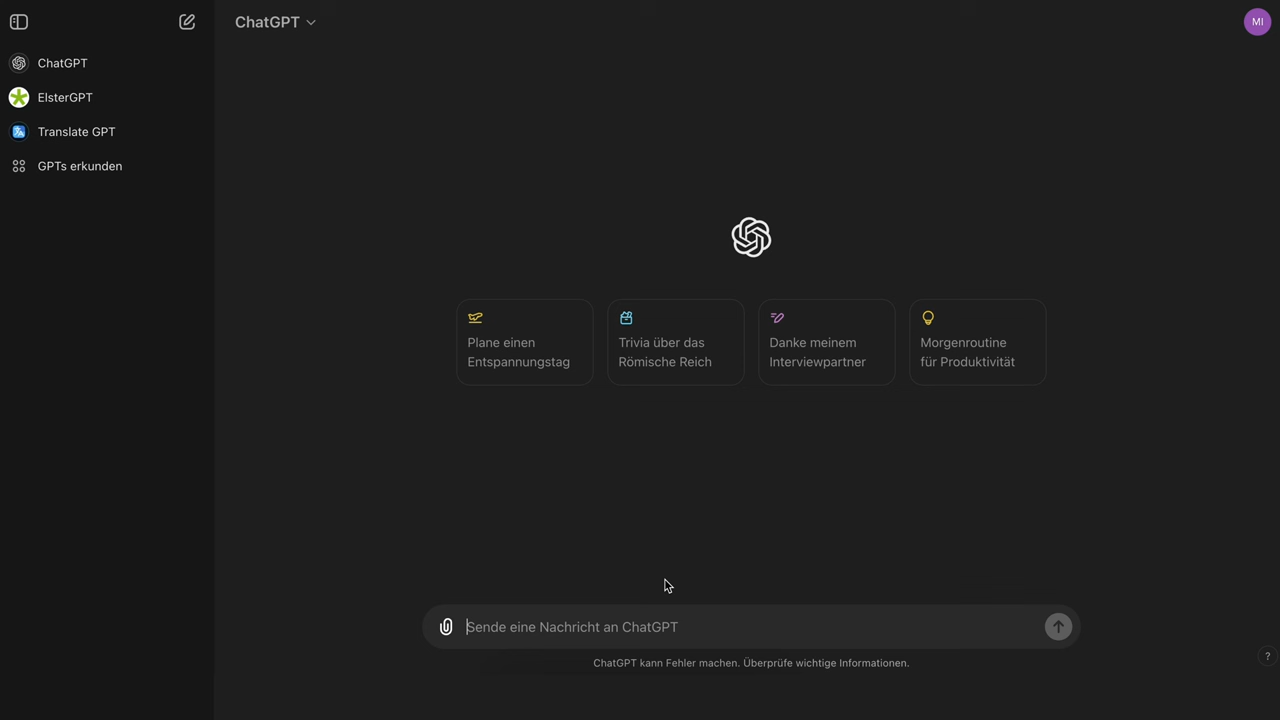 ChatGPT
MI
ChatGPT
ElsterGPT
Translate GPT
GPTs erkunden
Plane einen
Entspannungstag
Trivia über das
Römische Reich
Danke meinem
Interviewpartner
Morgenroutine
für Produktivität
Sende eine Nachricht an ChatGPT
ChatGPT kann Fehler machen. Überprüfe wichtige Informationen.
?